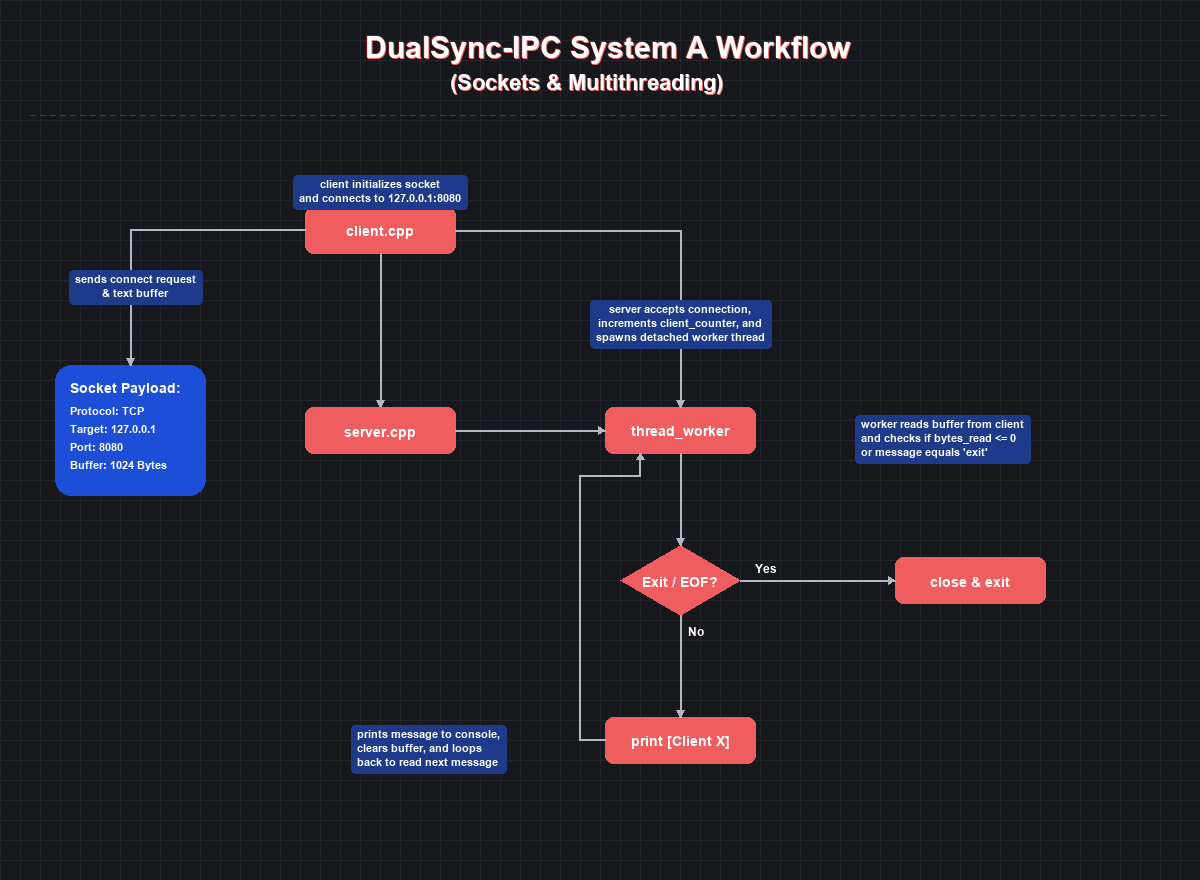 DualSync-IPC System A Workflow
(Sockets & Multithreading)
client initializes socket
and connects to 127.0.0.1:8080
client.cpp
sends connect request
& text buffer
server accepts connection,
increments client_counter, and
spawns detached worker thread
Socket Payload:
Protocol: TCP
Target: 127.0.0.1
Port: 8080
Buffer: 1024 Bytes
server.cpp
thread_worker
worker reads buffer from client
and checks if bytes_read <= 0
or message equals 'exit'
Exit / EOF?
Yes
close & exit
No
prints message to console,
clears buffer, and loops
back to read next message
print [Client X]